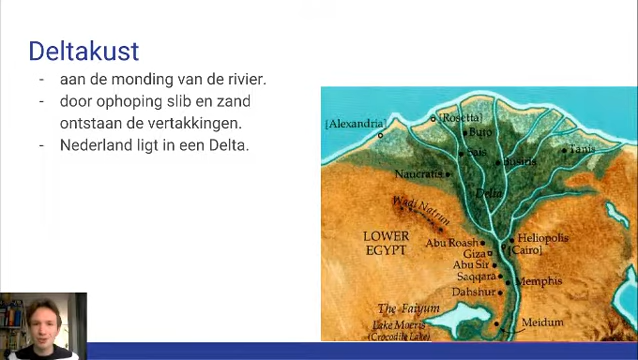 Deltakust
- aan de monding van de rivier.
- door ophoping slib en zand
ontstaan de vertakkingen.
- Nederland ligt in een Delta.
[Alexandria]
[Rosetta]
Buto
Sais
Busiris
Tanis
Naucratis
Delta
Wadi Natrun
LOWER
EGYPT
Abu Roash
Heliopolis
Giza
[Cairo]
Abu Sir
Saqqara
Memphis
Dahshur
The Faiyum
Lake Moeris
(Crocodile Lake)
Meidum